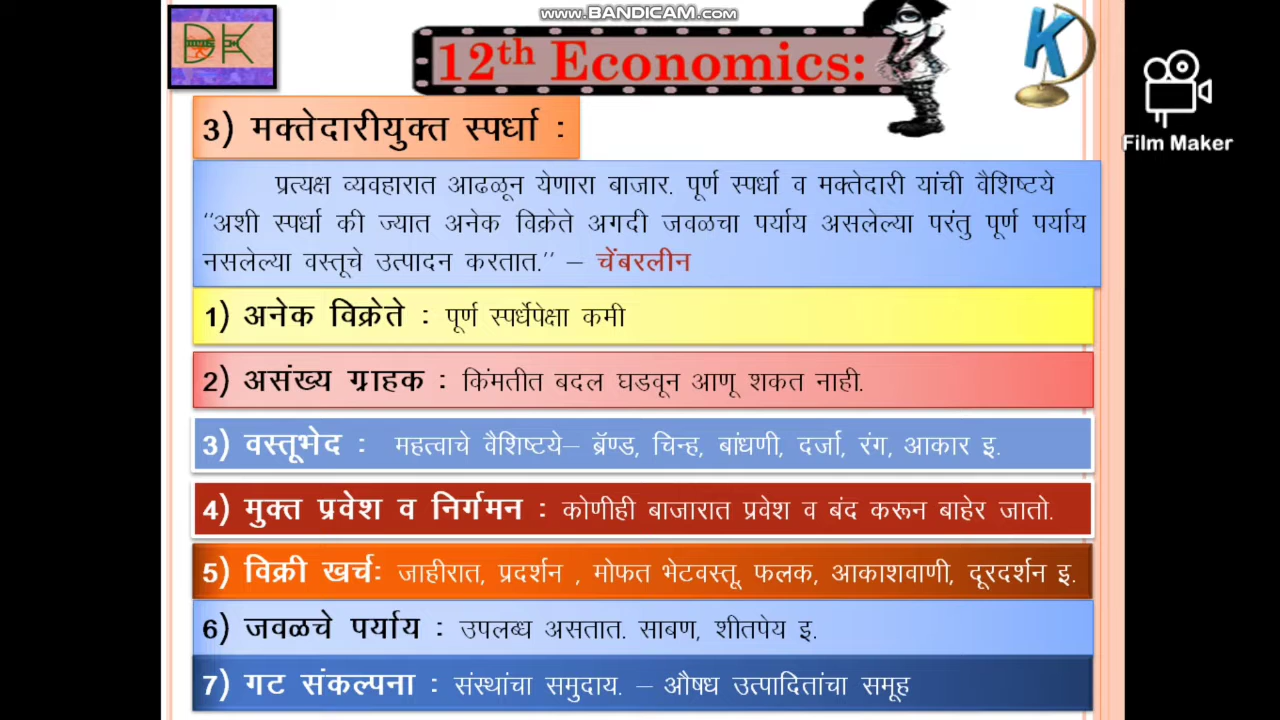 www.BANDICAM.com
12th Economics:
Film Maker
3) मक्तेदारीयुक्त स्पर्धा :
प्रत्यक्ष व्यवहारात आढळून येणारा बाजार. पूर्ण स्पर्धा व मक्तेदारी यांची वैशिष्टये
‘‘अशी स्पर्धा की ज्यात अनेक विक्रेते अगदी जवळचा पर्याय असलेल्या परंतु पूर्ण पर्याय
नसलेल्या वस्तूचे उत्पादन करतात.’’ – चेंबरलीन
1) अनेक विक्रेते : पूर्ण स्पर्धेपेक्षा कमी
2) असंख्य ग्राहक : किंमतीत बदल घडवून आणू शकत नाही.
3) वस्तूभेद : महत्वाचे वैशिष्टये– ब्रॅण्ड, चिन्ह, बांधणी, दर्जा, रंग, आकार इ.
4) मुक्त प्रवेश व निर्गमन : कोणीही बाजारात प्रवेश व बंद करून बाहेर जातो.
5) विक्री खर्च: जाहीरात, प्रदर्शन , मोफत भेटवस्तू, फलक, आकाशवाणी, दूरदर्शन इ.
6) जवळचे पर्याय : उपलब्ध असतात. साबण, शीतपेय इ.
7) गट संकल्पना : संस्थांचा समुदाय. – औषध उत्पादितांचा समूह